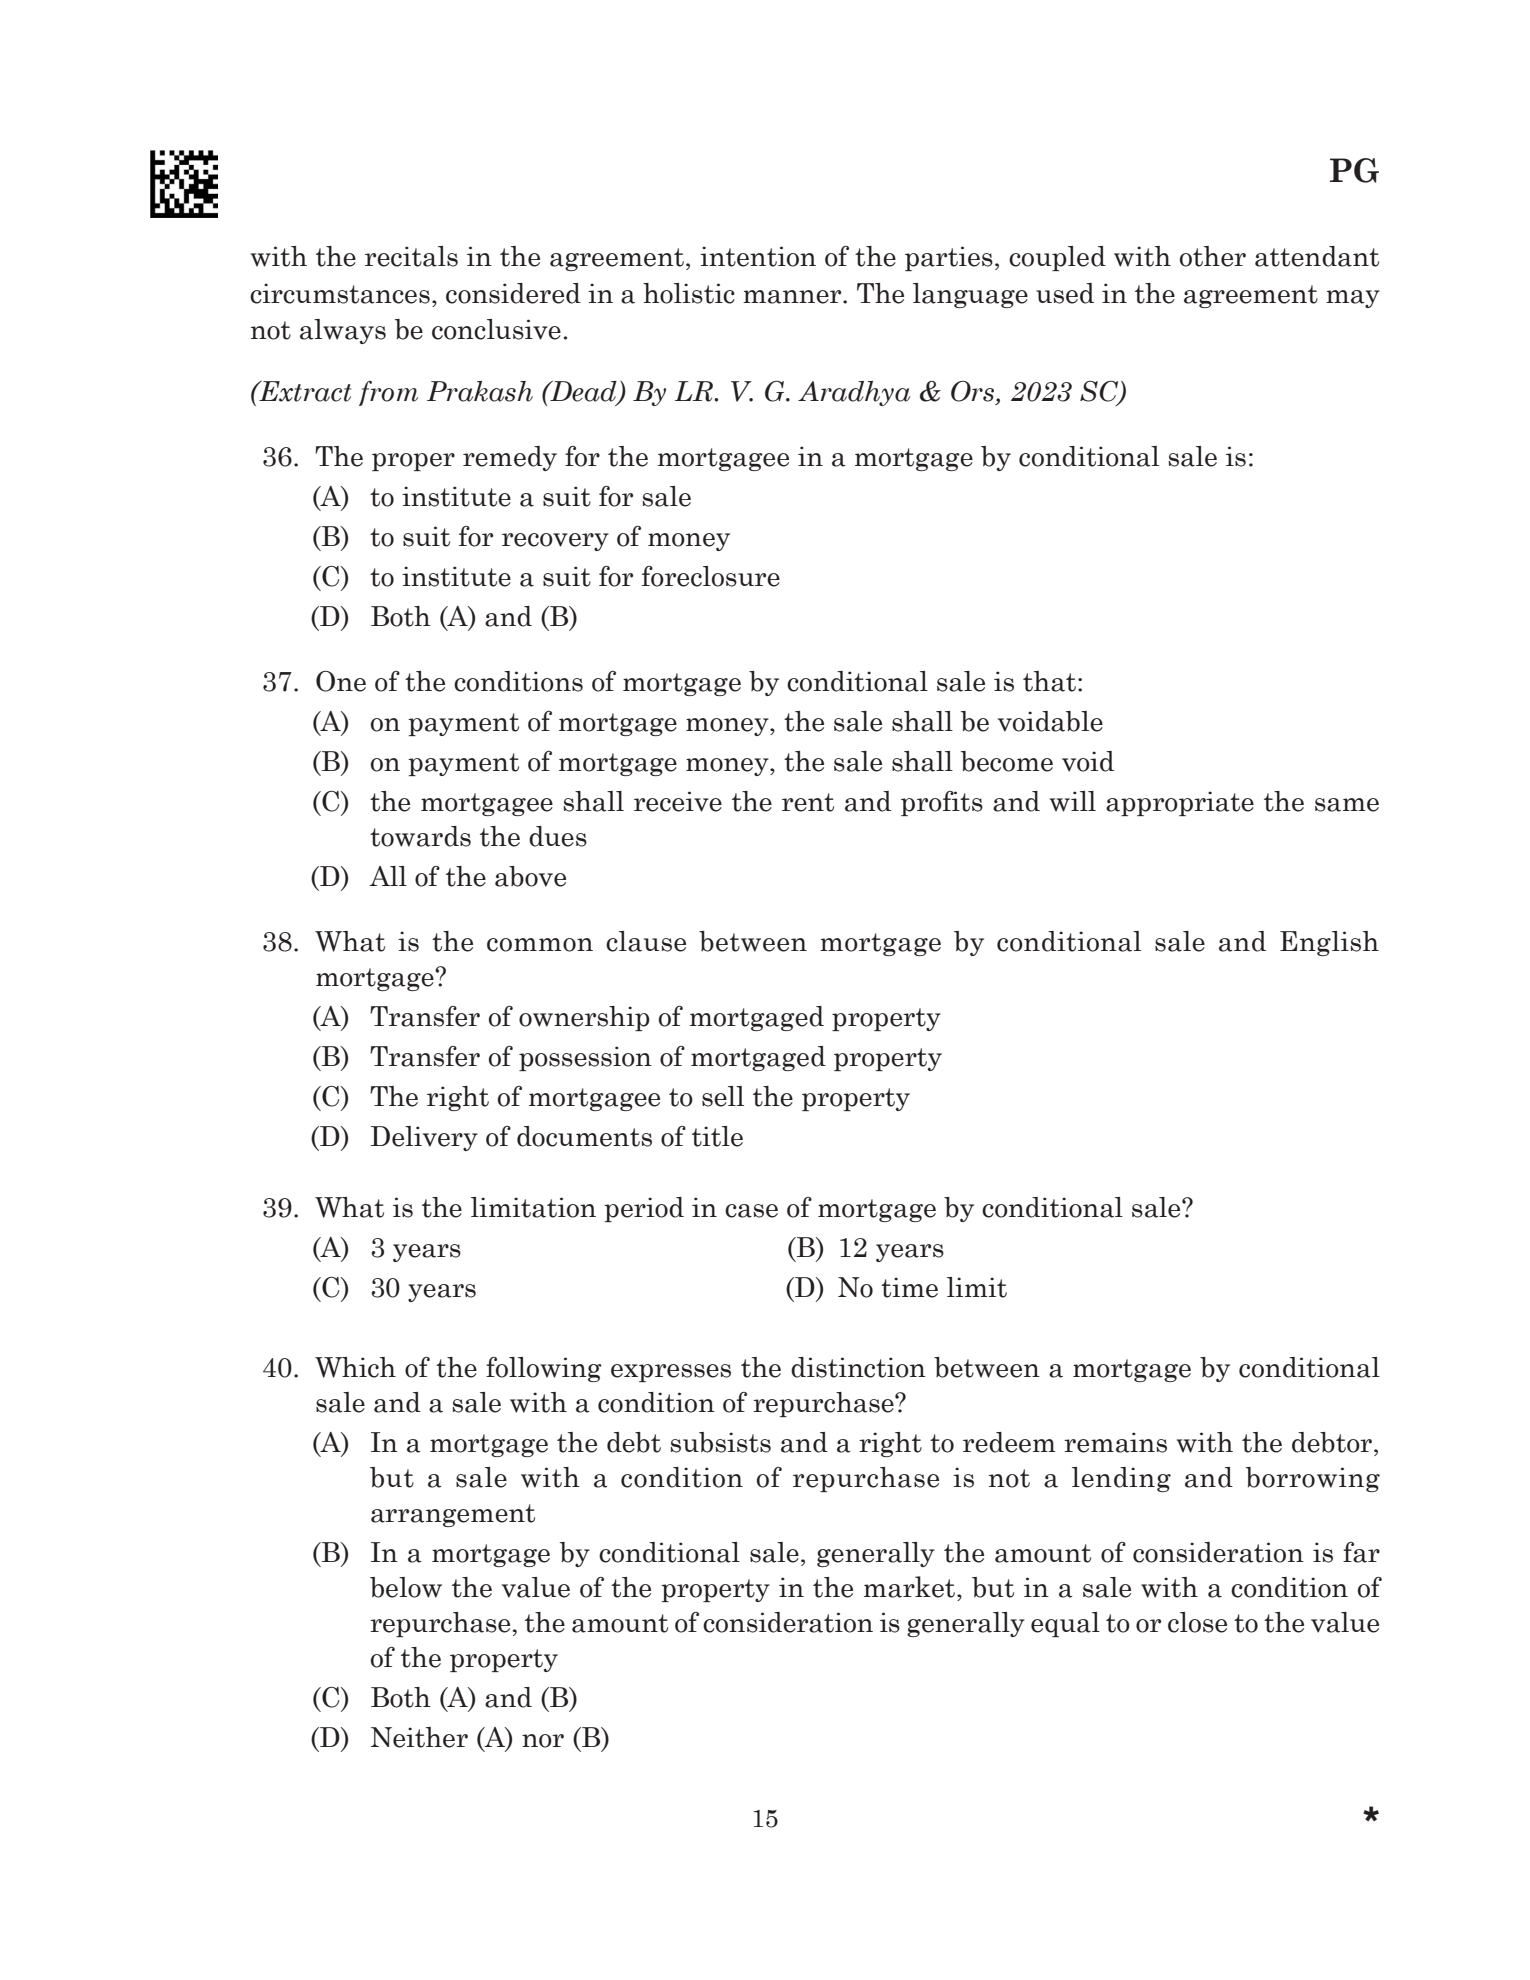 PG
with the recitals in the agreement, intention of the parties, coupled with other attendant
circumstances, considered in a holistic manner. The language used in the agreement may
not always be conclusive.
(Extract from Prakash (Dead) By LR. V. G. Aradhya & Ors, 2023 SC)
36. The proper remedy for the mortgagee in a mortgage by conditional sale is:
(A) to institute a suit for sale
(B) to suit for recovery of money
(C) to institute a suit for foreclosure
(D) Both (A) and (B)
37. One of the conditions of mortgage by conditional sale is that:
(A) on payment of mortgage money, the sale shall be voidable
(B) on payment of mortgage money, the sale shall become void
(C) the mortgagee shall receive the rent and profits and will appropriate the same
towards the dues
(D) All of the above
38. What is the common clause between mortgage by conditional sale and English
mortgage?
(A) Transfer of ownership of mortgaged property
(B) Transfer of possession of mortgaged property
(C) The right of mortgagee to sell the property
(D) Delivery of documents of title
39. What is the limitation period in case of mortgage by conditional sale?
(A) 3 years (B) 12 years
(C) 30 years (D) No time limit
40. Which of the following expresses the distinction between a mortgage by conditional
sale and a sale with a condition of repurchase?
(A) In a mortgage the debt subsists and a right to redeem remains with the debtor,
but a sale with a condition of repurchase is not a lending and borrowing
arrangement
(B) In a mortgage by conditional sale, generally the amount of consideration is far
below the value of the property in the market, but in a sale with a condition of
repurchase, the amount of consideration is generally equal to or close to the value
of the property
(C) Both (A) and (B)
(D) Neither (A) nor (B)
15 *